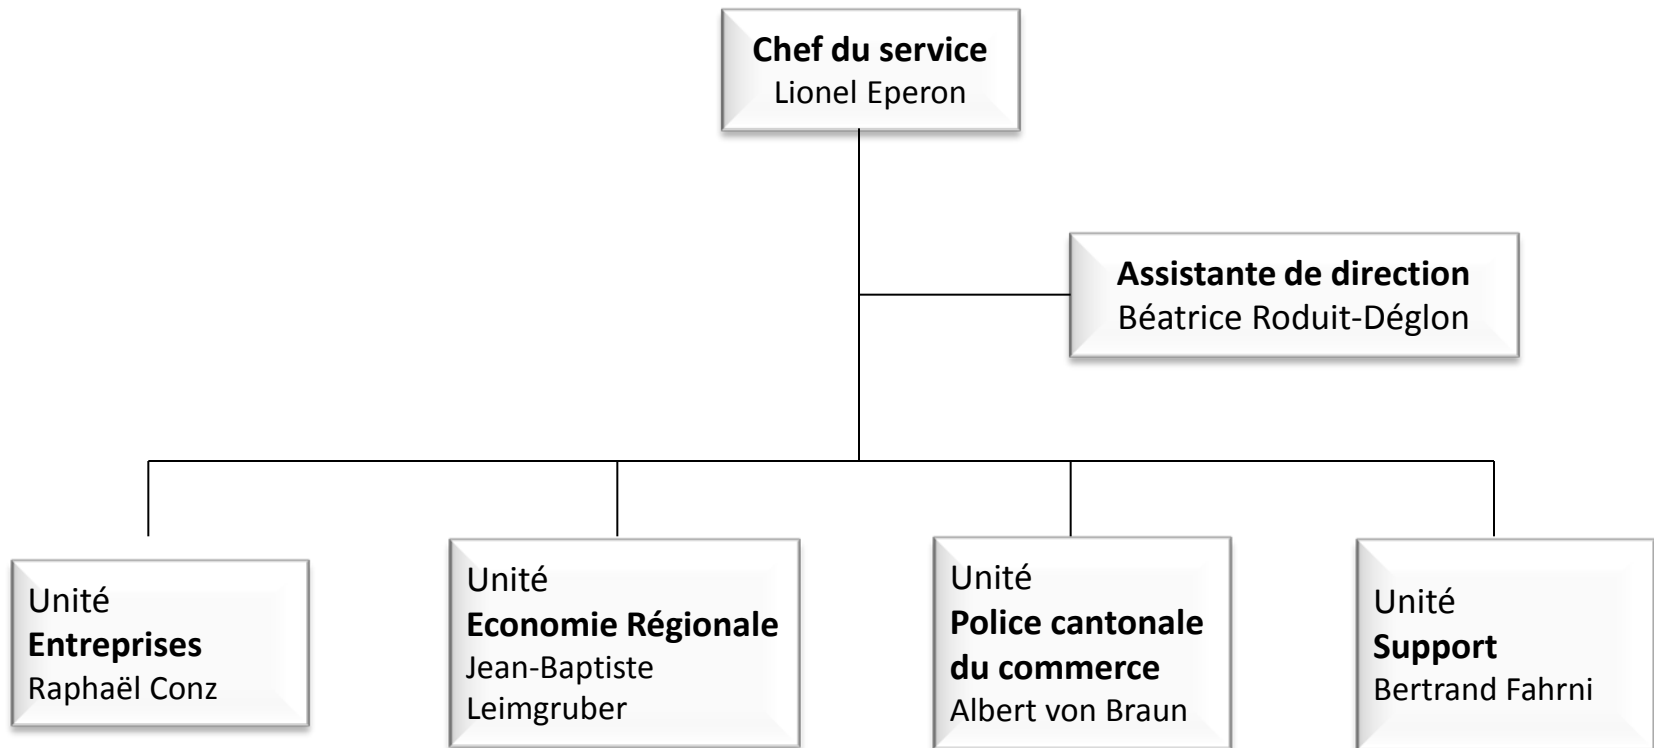 Chef du service
Lionel Eperon
Assistante de direction
Béatrice Roduit-Déglon
Unité
Entreprises
Raphaël Conz
Unité
Economie Régionale
Jean-Baptiste
Leimgruber
Unité
Police cantonale
du commerce
Albert von Braun
Unité
Support
Bertrand Fahrni